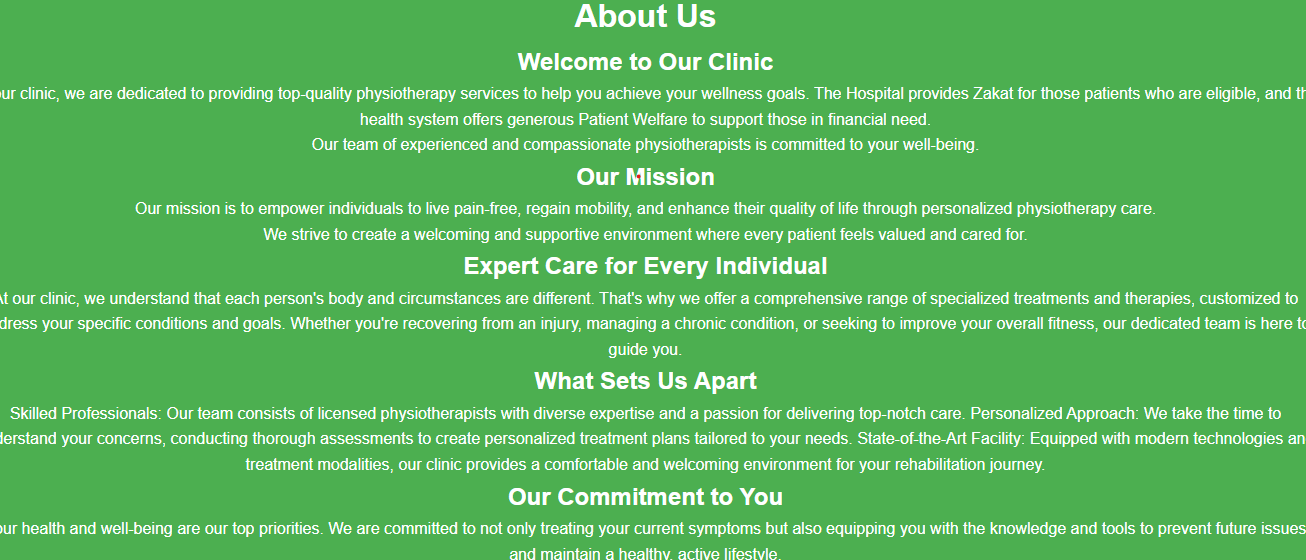 About Us
Welcome to Our Clinic
our clinic, we are dedicated to providing top-quality physiotherapy services to help you achieve your wellness goals. The Hospital provides Zakat for those patients who are eligible, and
health system offers generous Patient Welfare to support those in financial need.
Our team of experienced and compassionate physiotherapists is committed to your well-being.
Our Mission
Our mission is to empower individuals to live pain-free, regain mobility, and enhance their quality of life through personalized physiotherapy care.
We strive to create a welcoming and supportive environment where every patient feels valued and cared for.
Expert Care for Every Individual
At our clinic, we understand that each person's body and circumstances are different. That's why we offer a comprehensive range of specialized treatments and therapies, customized to
your specific conditions and goals. Whether you're recovering from an injury, managing a chronic condition, or seeking to improve your overall fitness, our dedicated team is here to
guide you.
What Sets Us Apart
Skilled Professionals: Our team consists of licensed physiotherapists with diverse expertise and a passion for delivering top-notch care. Personalized Approach: We take the time to
your concerns, conducting thorough assessments to create personalized treatment plans tailored to your needs. State-of-the-Art Facility: Equipped with modern technologies
treatment modalities, our clinic provides a comfortable and welcoming environment for your rehabilitation journey.
Our Commitment to You
our health and well-being are our top priorities. We are committed to not only treating your current symptoms but also equipping you with the knowledge and tools to prevent future issues
and maintain a healthy, active lifestyle.